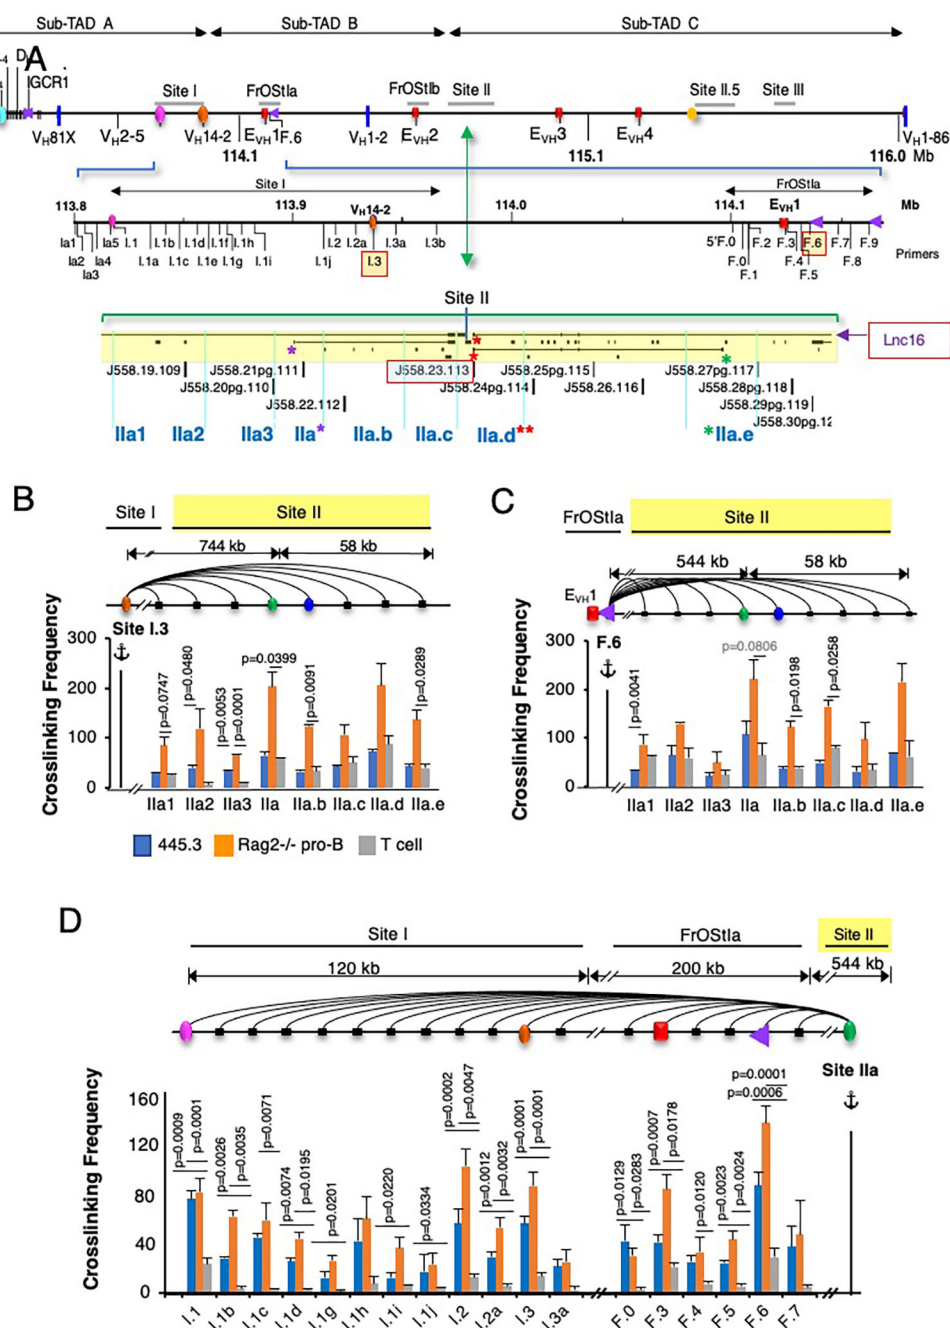 Sub-TAD A Sub-TAD B Sub-TAD C
A
D
IGCR1
Site I FrOStIa FrOStIb Site II Site II.5 Site III
VH81X VH2-5 VH14-2 EVH1 F.6 VH1-2 EVH2 EVH3 EVH4 VH1-86
114.1 115.1 116.0 Mb
Site I FrOStIa
113.8 113.9 VH14-2 114.0 114.1 EVH1 Mb
Ia1 Ia5 I.1 I.1b I.1d I.1f I.1h I.2 I.2a I.3a I.3b 5'F.0 F.2 F.3 F.6 F.7 F.9
Ia2 Ia4 I.1a I.1c I.1e I.1g I.1i I.1j I.3 F.0 F.4 F.8 Primers
Ia3 F.1 F.5
Site II
Lnc16
J558.19.109 J558.21pg.111 J558.23.113 J558.25pg.115 J558.27pg.117
J558.20pg.110 J558.24pg.114 J558.26.116 J558.28pg.118
J558.22.112 J558.29pg.119
J558.30pg.12
IIa1 IIa2 IIa3 IIa* IIa.b IIa.c IIa.d** *IIa.e
B
Site I Site II
744 kb 58 kb
Site I.3
Crosslinking Frequency
300
200
100
0
p=0.0747
p=0.0480
p=0.0053
p=0.0001
p=0.0399
p=0.0091
p=0.0289
IIa1 IIa2 IIa3 IIa IIa.b IIa.c IIa.d IIa.e
445.3 Rag2-/- pro-B T cell
C
FrOStIa Site II
544 kb 58 kb
EVH1
F.6
Crosslinking Frequency
300
200
100
0
p=0.0041
p=0.0806
p=0.0198
p=0.0258
IIa1 IIa2 IIa3 IIa IIa.b IIa.c IIa.d IIa.e
D
Site I FrOStIa Site II
120 kb 200 kb 544 kb
Site IIa
Crosslinking Frequency
160
120
80
40
0
p=0.0009
p=0.0001
p=0.0026
p=0.0035
p=0.0071
p=0.0074
p=0.0195
p=0.0201
p=0.0220
p=0.0334
p=0.0002
p=0.0047
p=0.0012
p=0.0032
p=0.0001
p=0.0001
p=0.0129
p=0.0283
p=0.0007
p=0.0178
p=0.0120
p=0.0023
p=0.0024
p=0.0001
p=0.0006
I.1 I.1b I.1c I.1d I.1g I.1h I.1i I.1j I.2 I.2a I.3 I.3a F.0 F.3 F.4 F.5 F.6 F.7